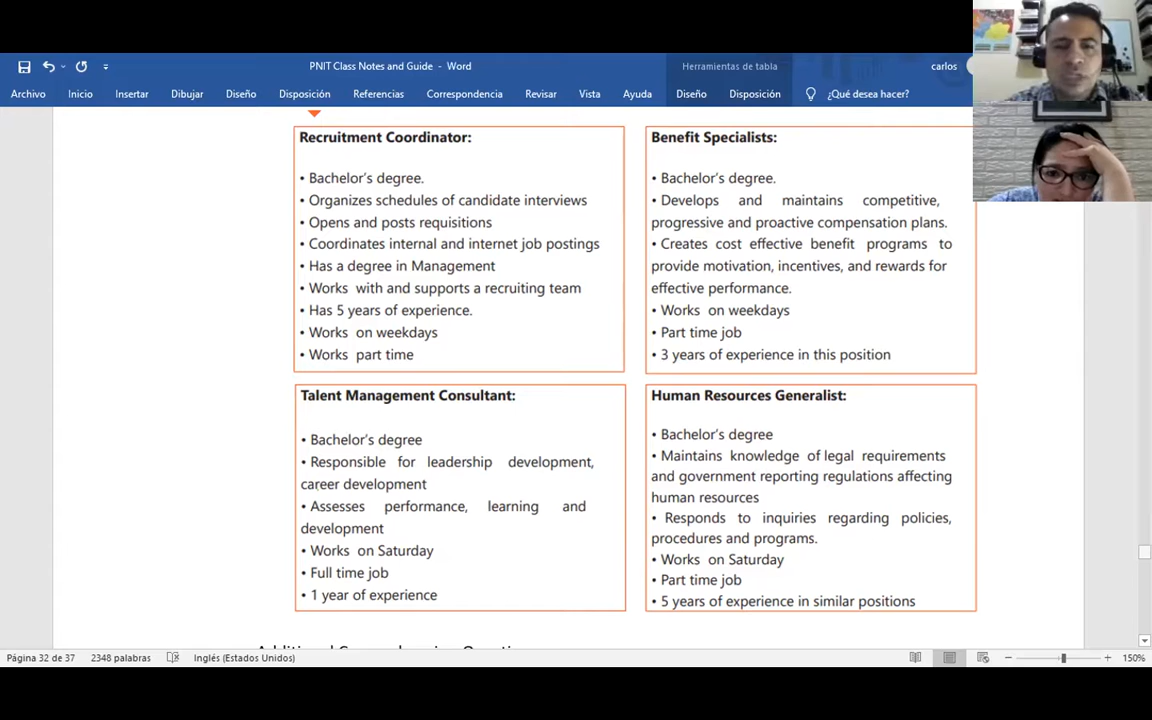 PNIT Class Notes and Guide - Word
Herramientas de tabla
carlos
Archivo Inicio Insertar Dibujar Diseño Disposición Referencias Correspondencia Revisar Vista Ayuda Diseño Disposición ¿Qué desea hacer?
Recruitment Coordinator:
• Bachelor's degree.
• Organizes schedules of candidate interviews
• Opens and posts requisitions
• Coordinates internal and internet job postings
• Has a degree in Management
• Works with and supports a recruiting team
• Has 5 years of experience.
• Works on weekdays
• Works part time
Benefit Specialists:
• Bachelor's degree.
• Develops and maintains competitive,
progressive and proactive compensation plans.
• Creates cost effective benefit programs to
provide motivation, incentives, and rewards for
effective performance.
• Works on weekdays
• Part time job
• 3 years of experience in this position
Talent Management Consultant:
• Bachelor's degree
• Responsible for leadership development,
career development
• Assesses performance, learning and
development
• Works on Saturday
• Full time job
• 1 year of experience
Human Resources Generalist:
• Bachelor's degree
• Maintains knowledge of legal requirements
and government reporting regulations affecting
human resources
• Responds to inquiries regarding policies,
procedures and programs.
• Works on Saturday
• Part time job
• 5 years of experience in similar positions
Página 32 de 37 2348 palabras Inglés (Estados Unidos) 150%